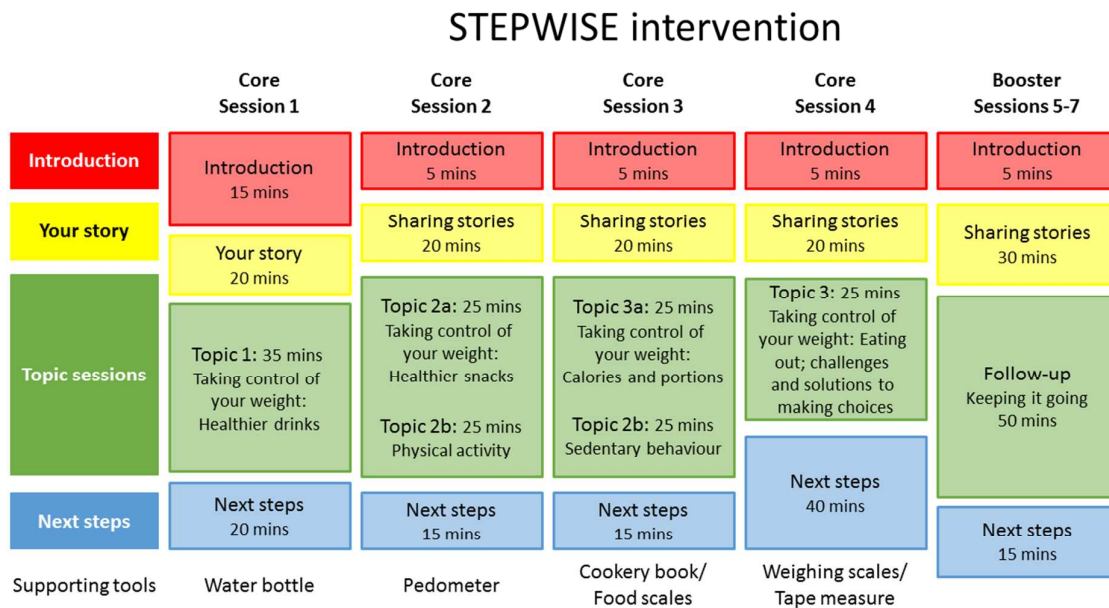 STEPWISE intervention
Core
Session 1
Core
Session 2
Core
Session 3
Core
Session 4
Booster
Sessions 5-7
Introduction
Introduction
15 mins
Introduction
5 mins
Introduction
5 mins
Introduction
5 mins
Introduction
5 mins
Your story
Your story
20 mins
Sharing stories
20 mins
Sharing stories
20 mins
Sharing stories
20 mins
Sharing stories
30 mins
Topic sessions
Topic 1: 35 mins
Taking control of
your weight:
Healthier drinks
Topic 2a: 25 mins
Taking control of
your weight:
Healthier snacks
Topic 2b: 25 mins
Physical activity
Topic 3a: 25 mins
Taking control of
your weight:
Calories and portions
Topic 2b: 25 mins
Sedentary behaviour
Topic 3: 25 mins
Taking control of
your weight: Eating
out; challenges
and solutions to
making choices
Follow-up
Keeping it going
50 mins
Next steps
Next steps
20 mins
Next steps
15 mins
Next steps
15 mins
Next steps
40 mins
Next steps
15 mins
Supporting tools
Water bottle
Pedometer
Cookery book/
Food scales
Weighing scales/
Tape measure